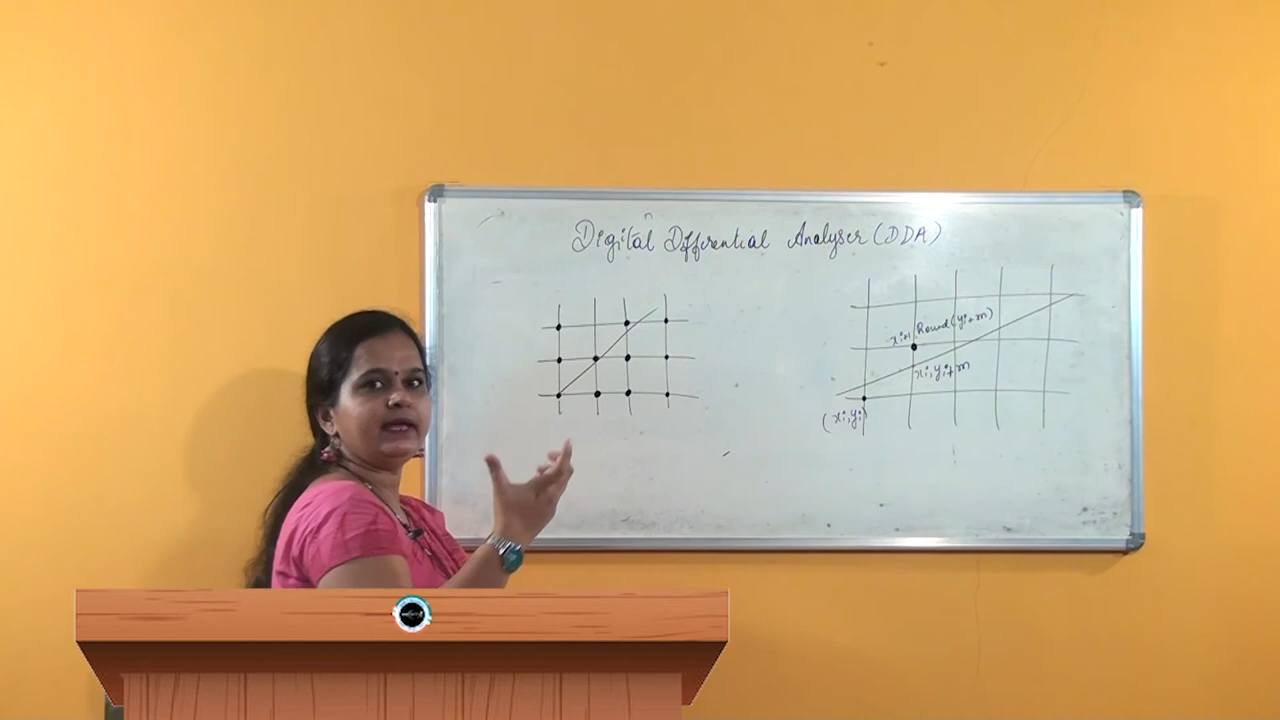 Digital Differential Analyser (DDA)
xi+1, Round(yi+m)
xi, yi+m
(xi, yi)